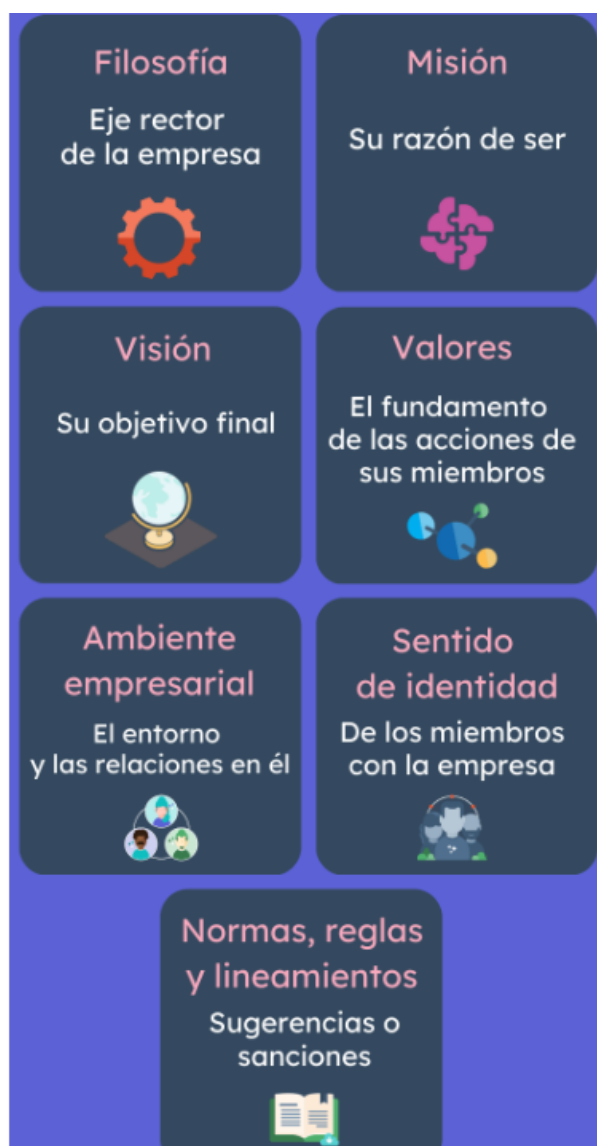 Filosofía
Eje rector
de la empresa
Misión
Su razón de ser
Visión
Su objetivo final
Valores
El fundamento
de las acciones de
sus miembros
Ambiente
empresarial
El entorno
y las relaciones en él
Sentido
de identidad
De los miembros
con la empresa
Normas, reglas
y lineamientos
Sugerencias o
sanciones